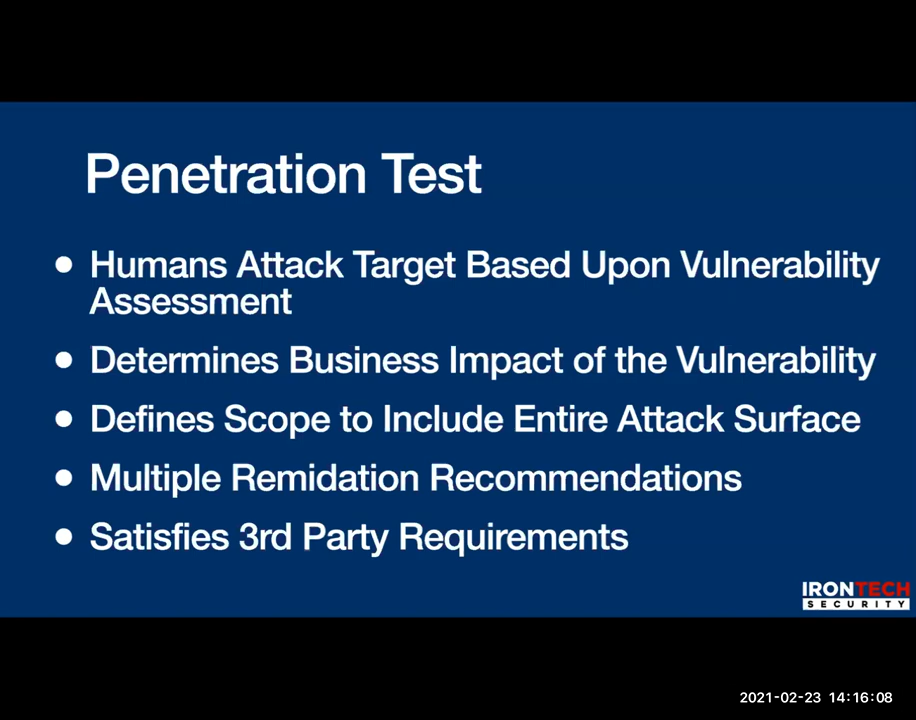 Penetration Test
• Humans Attack Target Based Upon Vulnerability
Assessment
• Determines Business Impact of the Vulnerability
• Defines Scope to Include Entire Attack Surface
• Multiple Remidation Recommendations
• Satisfies 3rd Party Requirements
IRONTECH
SECURITY
2021-02-23 14:16:08